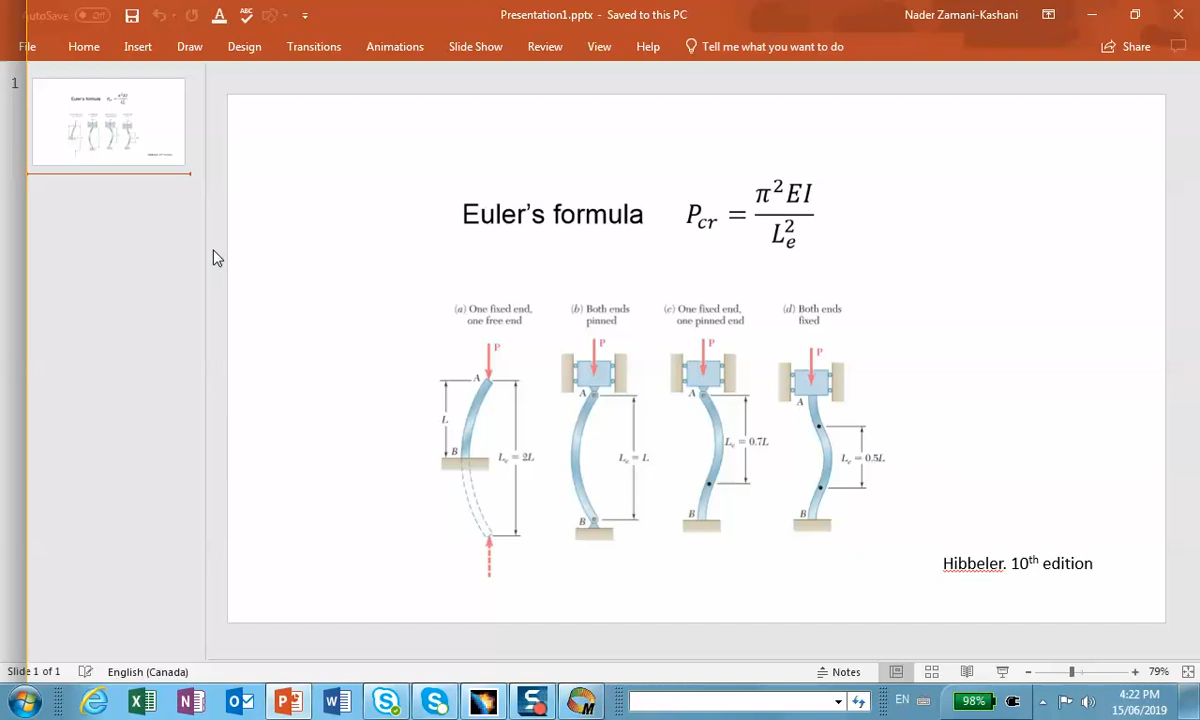 AutoSave Off Presentation1.pptx - Saved to this PC Nader Zamani-Kashani
File Home Insert Draw Design Transitions Animations Slide Show Review View Help Tell me what you want to do Share
1
Euler's formula P_cr = π²EI / L_e²
(a) One fixed end, one free end
(b) Both ends pinned
(c) One fixed end, one pinned end
(d) Both ends fixed
P
A
L
B
L_e = 2L
P
A
L_e = L
B
P
A
L_e = 0.7L
B
P
A
L_e = 0.5L
B
Hibbeler. 10th edition
Slide 1 of 1 English (Canada) Notes 79%
EN 98% 4:22 PM
15/06/2019